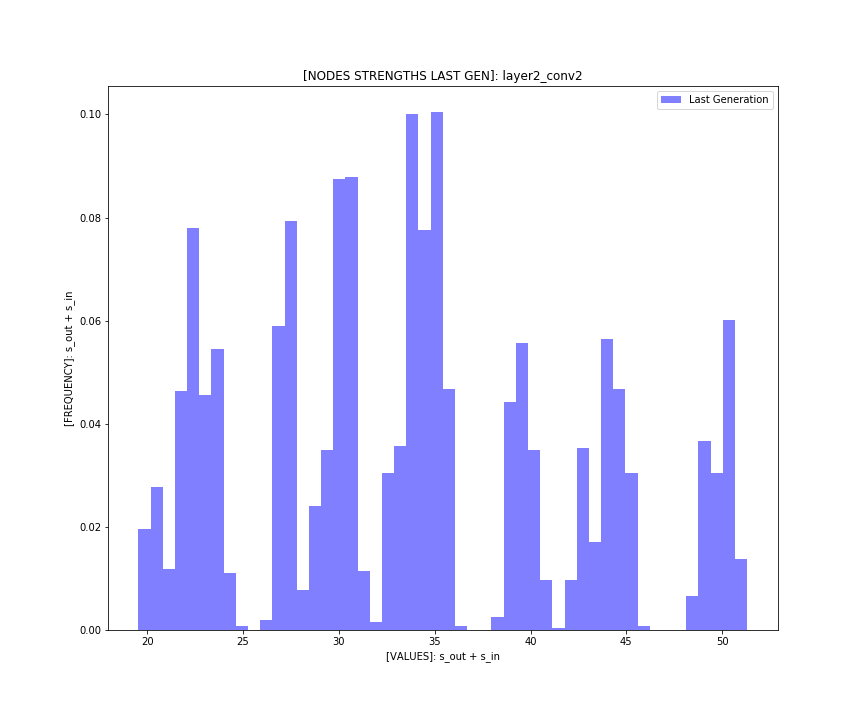 [NODES STRENGTHS LAST GEN]: layer2_conv2
Last Generation
[FREQUENCY]: s_out + s_in
0.10
0.08
0.06
0.04
0.02
0.00
20 25 30 35 40 45 50
[VALUES]: s_out + s_in